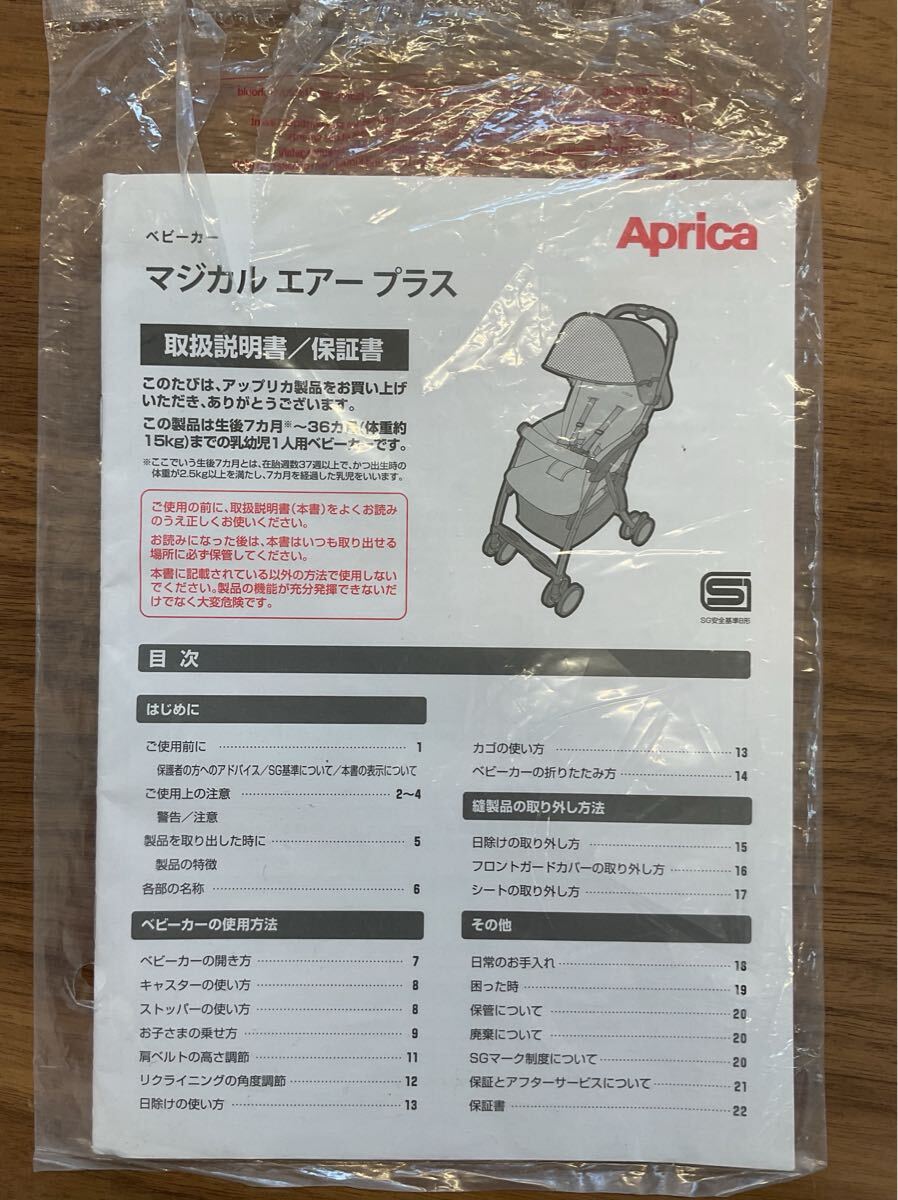 ベビーカー
Aprica
マジカル エアー プラス
取扱説明書／保証書
このたびは、アップリカ製品をお買い上げ
いただき、ありがとうございます。
この製品は生後7カ月※〜36カ月(体重約
15kg)までの乳幼児1人用ベビーカーです。
※ここでいう生後7カ月とは、在胎週数37週以上で、かつ出生時の
体重が2.5kg以上を満たし、7カ月を経過した乳児をいいます。
ご使用の前に、取扱説明書(本書)をよくお読み
のうえ正しくお使いください。
お読みになった後は、本書はいつも取り出せる
場所に必ず保管してください。
本書に記載されている以外の方法で使用しない
でください。製品の機能が充分発揮できないだ
けでなく大変危険です。
SG安全基準B形
目 次
はじめに
ご使用前に 1
保護者の方へのアドバイス／SG基準について／本書の表示について
ご使用上の注意 2〜4
警告／注意
製品を取り出した時に 5
製品の特徴
各部の名称 6
ベビーカーの使用方法
ベビーカーの開き方 7
キャスターの使い方 8
ストッパーの使い方 8
お子さまの乗せ方 9
肩ベルトの高さ調節 11
リクライニングの角度調節 12
日除けの使い方 13
カゴの使い方 13
ベビーカーの折りたたみ方 14
縫製品の取り外し方法
日除けの取り外し方 15
フロントガードカバーの取り外し方 16
シートの取り外し方 17
その他
日常のお手入れ 18
困った時 19
保管について 20
廃棄について 20
SGマーク制度について 20
保証とアフターサービスについて 21
保証書 22